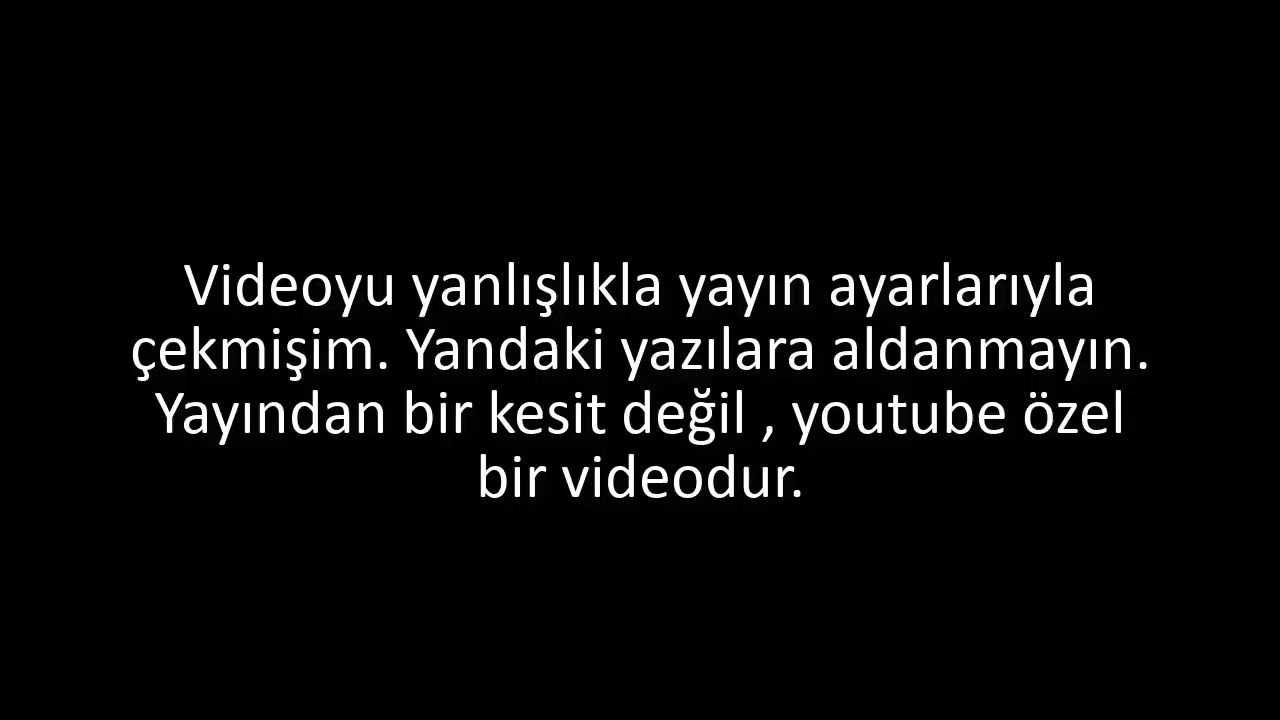 Videoyu yanlışlıkla yayın ayarlarıyla
çekmişim. Yandaki yazılara aldanmayın.
Yayından bir kesit değil , youtube özel
bir videodur.